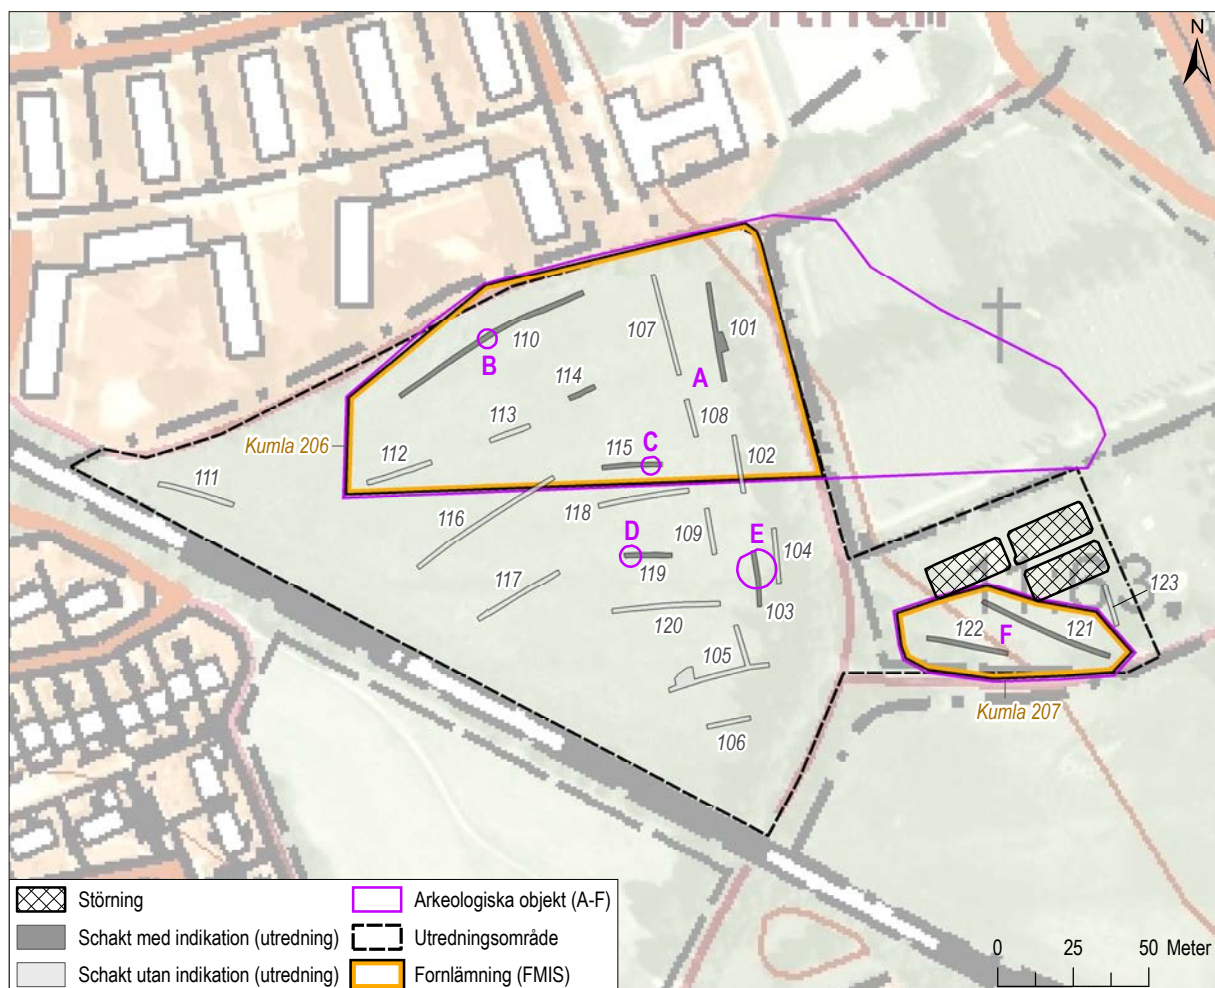 Sporthall
N
107
101
110
B
A
114
108
113
Kumla 206
C
115
102
112
111
116
118
109
D
E
104
119
117
103
123
120
122
F
121
105
Kumla 207
106
Störning
Schakt med indikation (utredning)
Schakt utan indikation (utredning)
Arkeologiska objekt (A-F)
Utredningsområde
Fornlämning (FMIS)
0 25 50 Meter